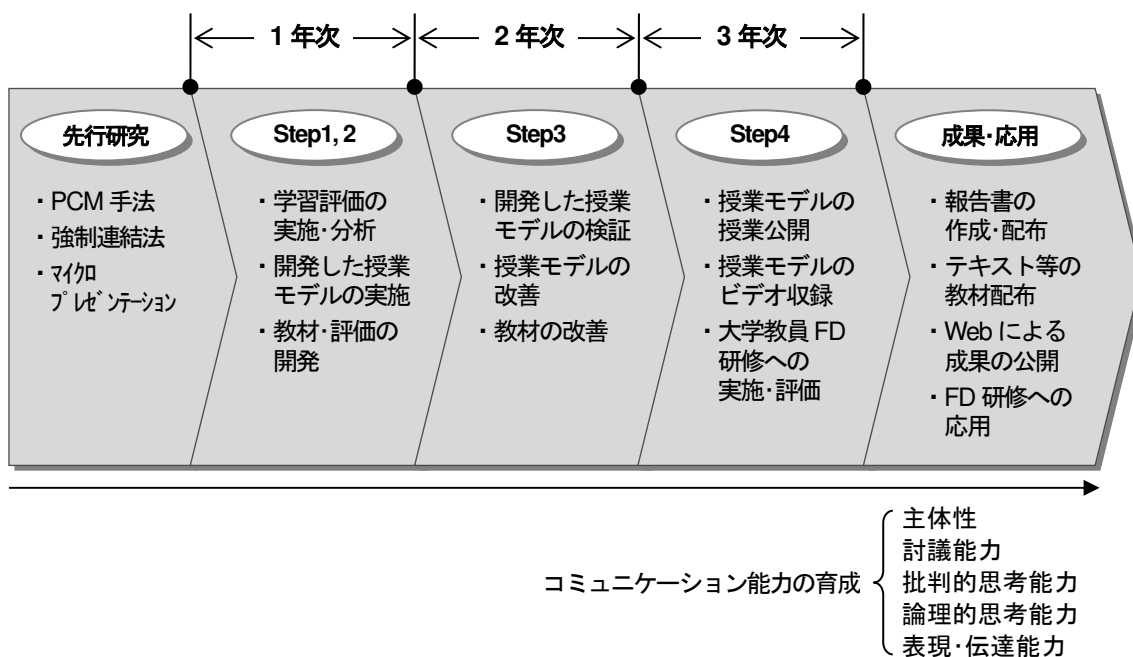 1 年次
2 年次
3 年次
先行研究
・PCM 手法
・強制連結法
・ﾏｲｸﾛ
ﾌﾟﾚｾﾞﾝﾃｰｼｮﾝ
Step1, 2
・学習評価の
実施・分析
・開発した授業
モデルの実施
・教材・評価の
開発
Step3
・開発した授業
モデルの検証
・授業モデルの
改善
・教材の改善
Step4
・授業モデルの
授業公開
・授業モデルの
ビデオ収録
・大学教員 FD
研修への
実施・評価
成果・応用
・報告書の
作成・配布
・テキスト等の
教材配布
・Web による
成果の公開
・FD 研修への
応用
コミュニケーション能力の育成
主体性
討議能力
批判的思考能力
論理的思考能力
表現・伝達能力